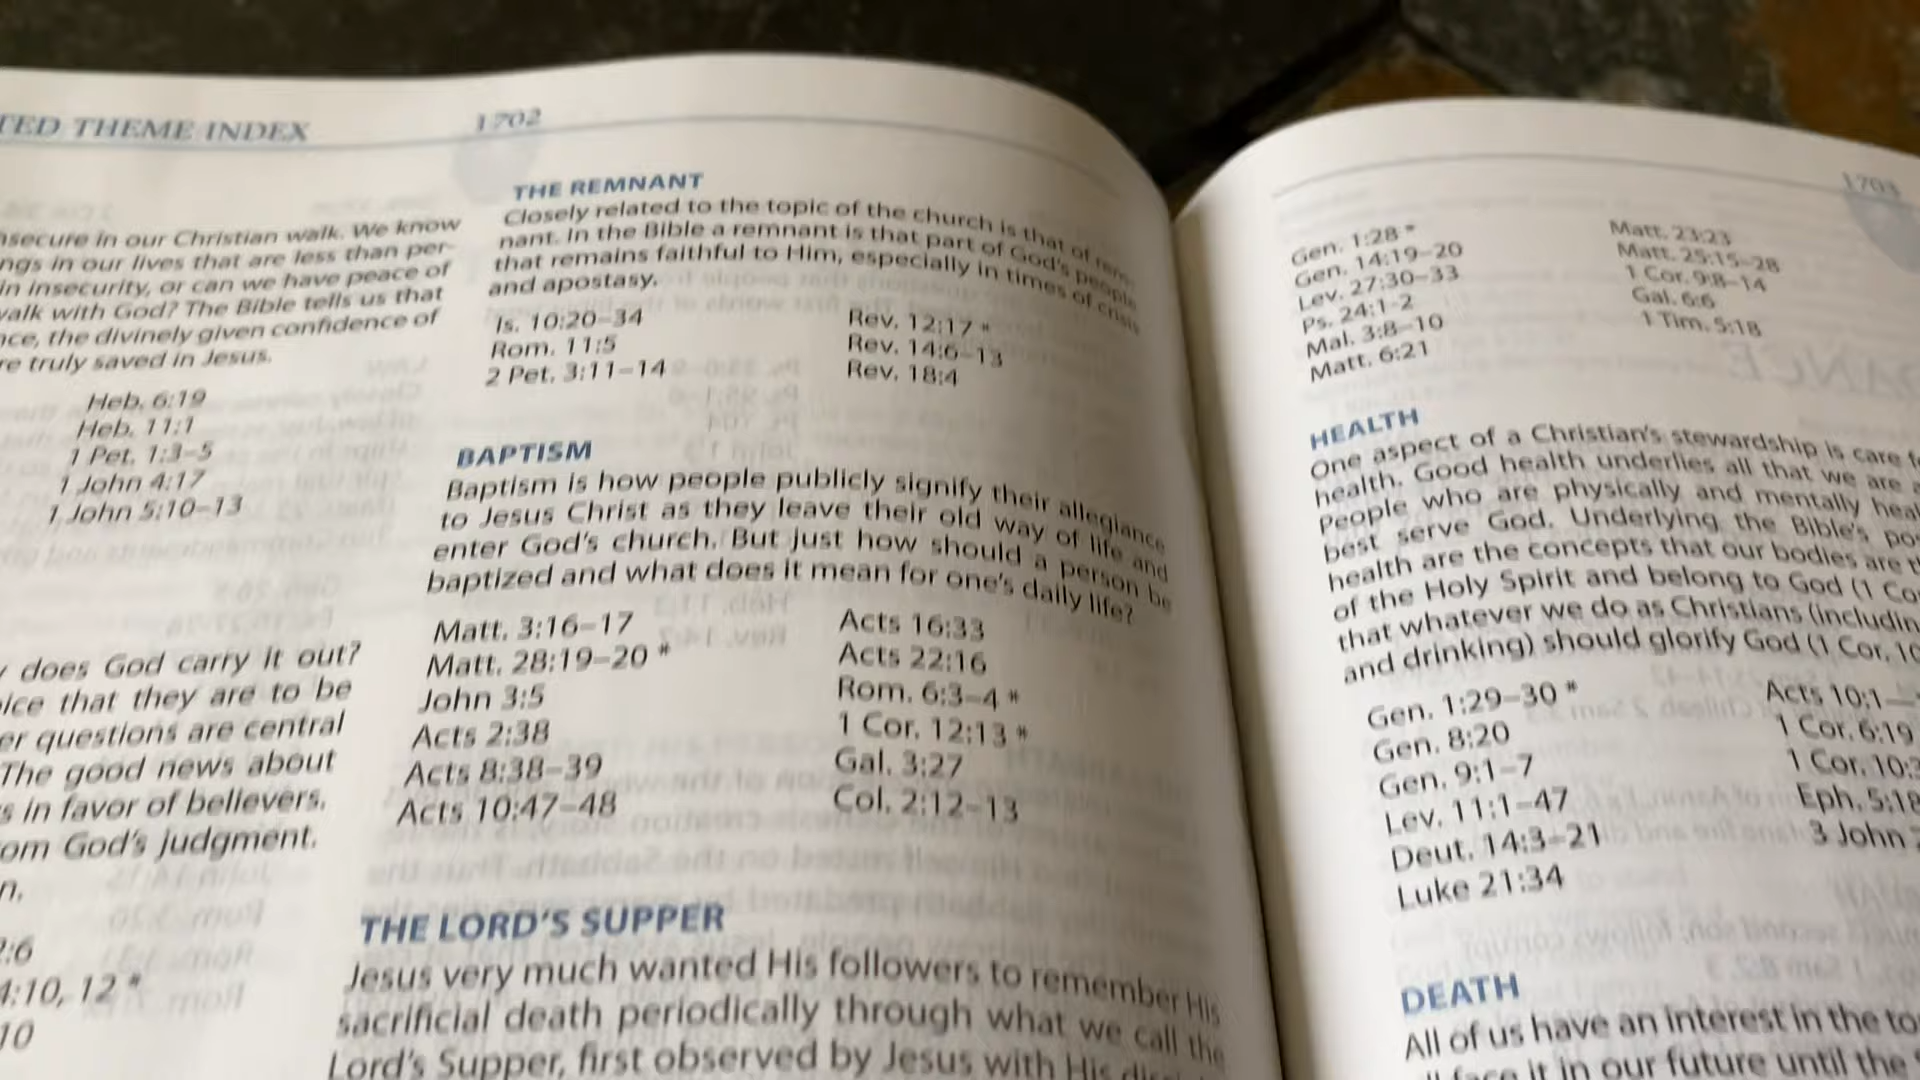 TED THEME INDEX
1702
nsecure in our Christian walk. We know
ngs in our lives that are less than per-
in insecurity, or can we have peace of
walk with God? The Bible tells us that
nce, the divinely given confidence of
re truly saved in Jesus.
Heb. 6:19
Heb. 11:1
1 Pet. 1:3–5
1 John 4:17
1 John 5:10–13
y does God carry it out?
oice that they are to be
er questions are central
The good news about
s in favor of believers.
om God's judgment.
n.
2:6
4:10, 12 *
10
THE REMNANT
Closely related to the topic of the church is that of rem-
nant. In the Bible a remnant is that part of God's people
that remains faithful to Him, especially in times of crisis
and apostasy.
Is. 10:20–34
Rom. 11:5
2 Pet. 3:11–14
Rev. 12:17 *
Rev. 14:6–13
Rev. 18:4
BAPTISM
Baptism is how people publicly signify their allegiance
to Jesus Christ as they leave their old way of life and
enter God's church. But just how should a person be
baptized and what does it mean for one's daily life?
Matt. 3:16–17
Matt. 28:19–20 *
John 3:5
Acts 2:38
Acts 8:38–39
Acts 10:47–48
Acts 16:33
Acts 22:16
Rom. 6:3–4 *
1 Cor. 12:13 *
Gal. 3:27
Col. 2:12–13
THE LORD'S SUPPER
Jesus very much wanted His followers to remember His
sacrificial death periodically through what we call the
Lord's Supper, first observed by Jesus with His
1703
Gen. 1:28 *
Gen. 14:19–20
Lev. 27:30–33
Ps. 24:1-2
Mal. 3:8–10
Matt. 6:21
Matt. 23:23
Matt. 25:15–28
1 Cor. 9:8–14
Gal. 6:6
1 Tim. 5:18
HEALTH
One aspect of a Christian's stewardship is care
health. Good health underlies all that we are
People who are physically and mentally
best serve God. Underlying the Bible's
health are the concepts that our bodies are
of the Holy Spirit and belong to God (1
that whatever we do as Christians (includin
and drinking) should glorify God (1 Cor. 10
Gen. 1:29–30 *
Gen. 8:20
Gen. 9:1–7
Lev. 11:1–47
Deut. 14:3–21
Luke 21:34
Acts 10:1—
1 Cor. 6:19
1 Cor. 10:3
Eph. 5:18
3 John 2
DEATH
All of us have an interest in the
face it in our future until the